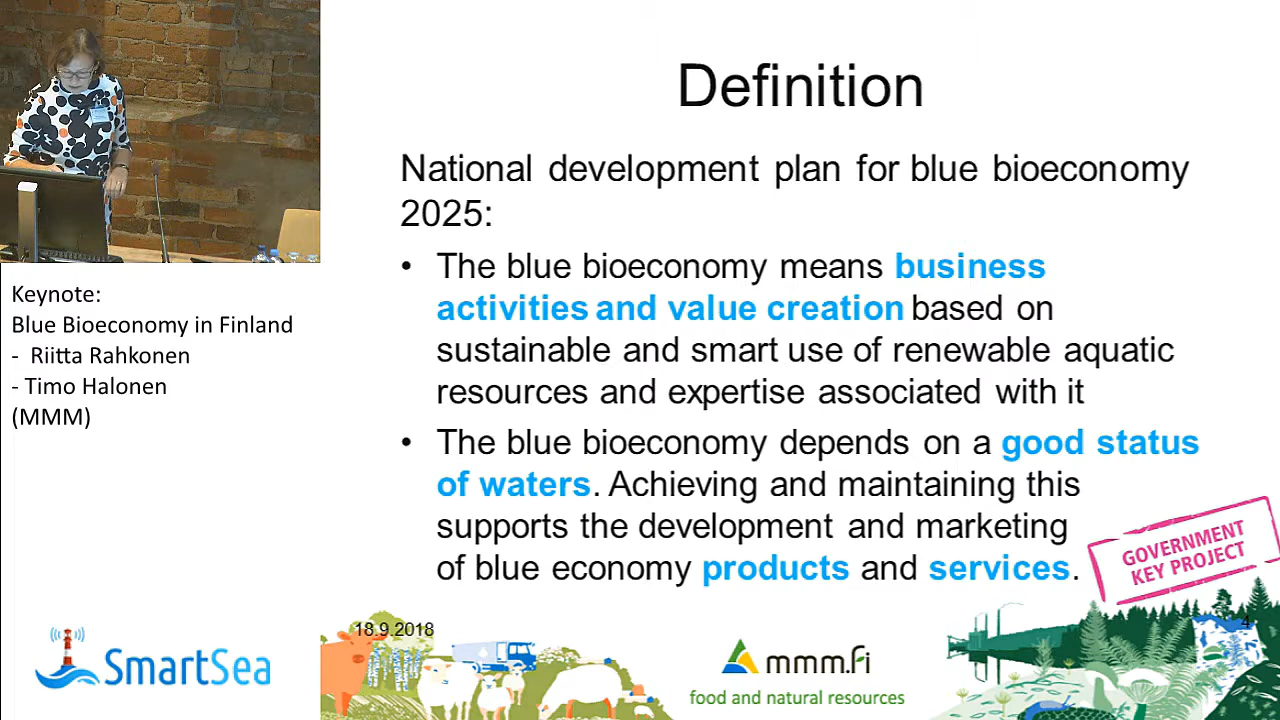 Definition
National development plan for blue bioeconomy
2025:
• The blue bioeconomy means business
activities and value creation based on
sustainable and smart use of renewable aquatic
resources and expertise associated with it
• The blue bioeconomy depends on a good status
of waters. Achieving and maintaining this
supports the development and marketing
of blue economy products and services.
GOVERNMENT
KEY PROJECT
Keynote:
Blue Bioeconomy in Finland
- Riitta Rahkonen
- Timo Halonen
(MMM)
18.9.2018
4
SmartSea
mmm.fi
food and natural resources